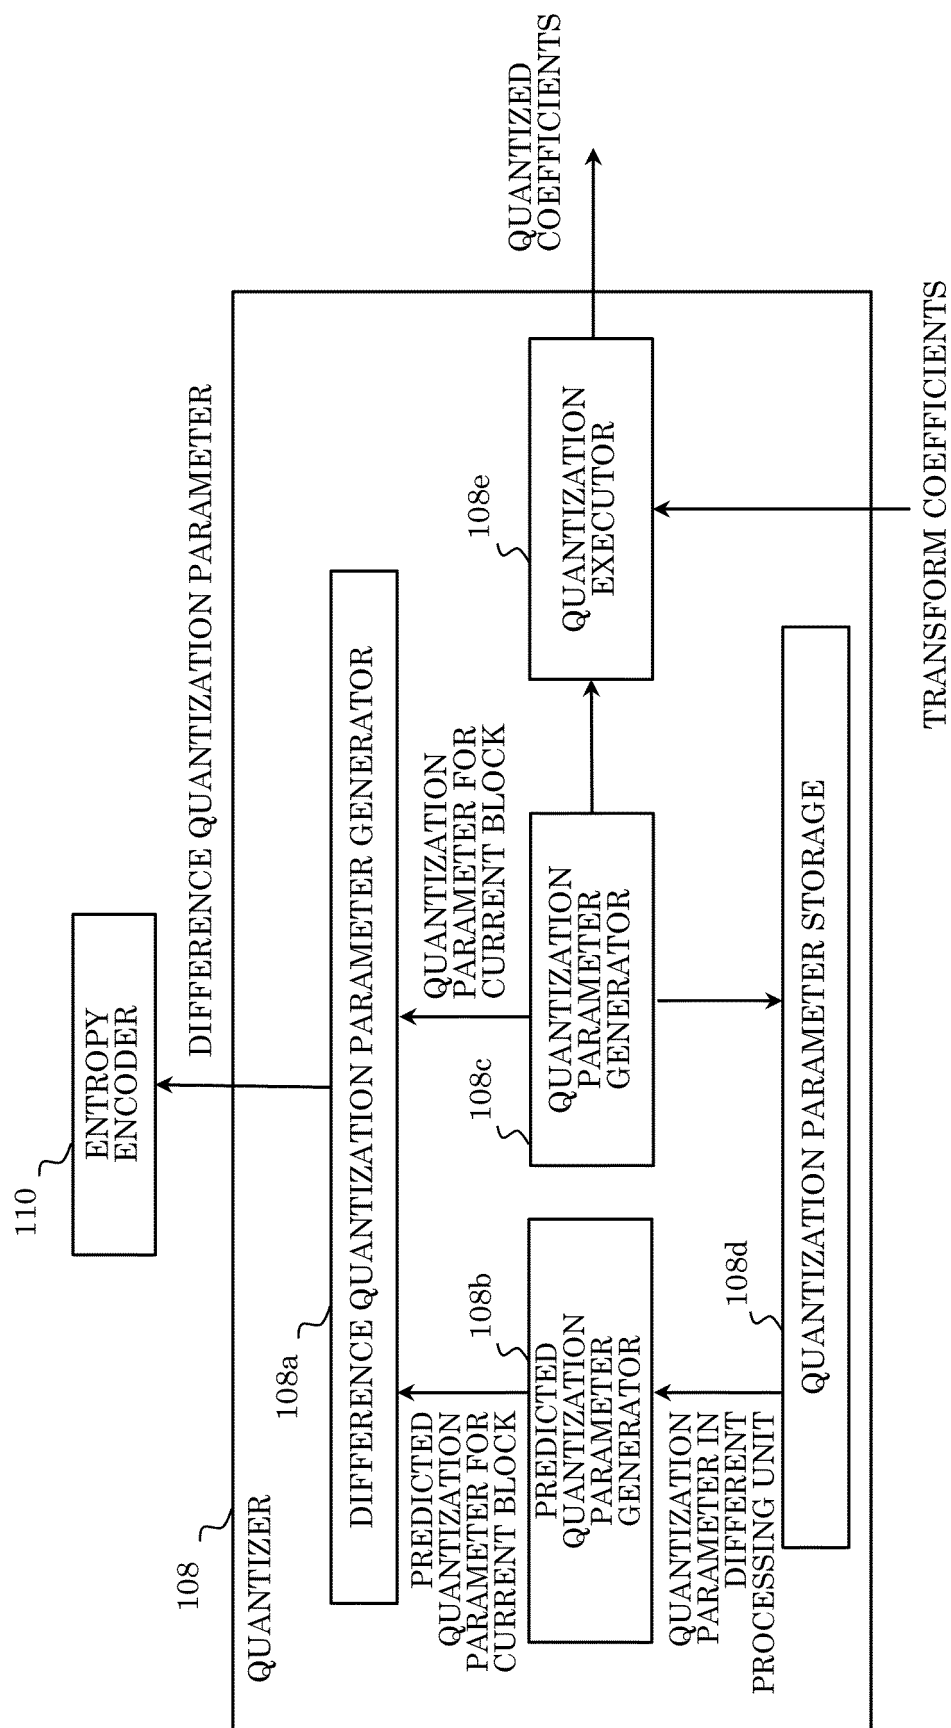 110
ENTROPY
ENCODER
DIFFERENCE QUANTIZATION PARAMETER
108
QUANTIZER
108a
DIFFERENCE QUANTIZATION PARAMETER GENERATOR
PREDICTED
QUANTIZATION
PARAMETER FOR
CURRENT BLOCK
QUANTIZATION
PARAMETER FOR
CURRENT BLOCK
QUANTIZED
COEFFICIENTS
108b
PREDICTED
QUANTIZATION
PARAMETER
GENERATOR
108c
QUANTIZATION
PARAMETER
GENERATOR
108e
QUANTIZATION
EXECUTOR
QUANTIZATION
PARAMETER IN
DIFFERENT
PROCESSING UNIT
108d
QUANTIZATION PARAMETER STORAGE
TRANSFORM COEFFICIENTS